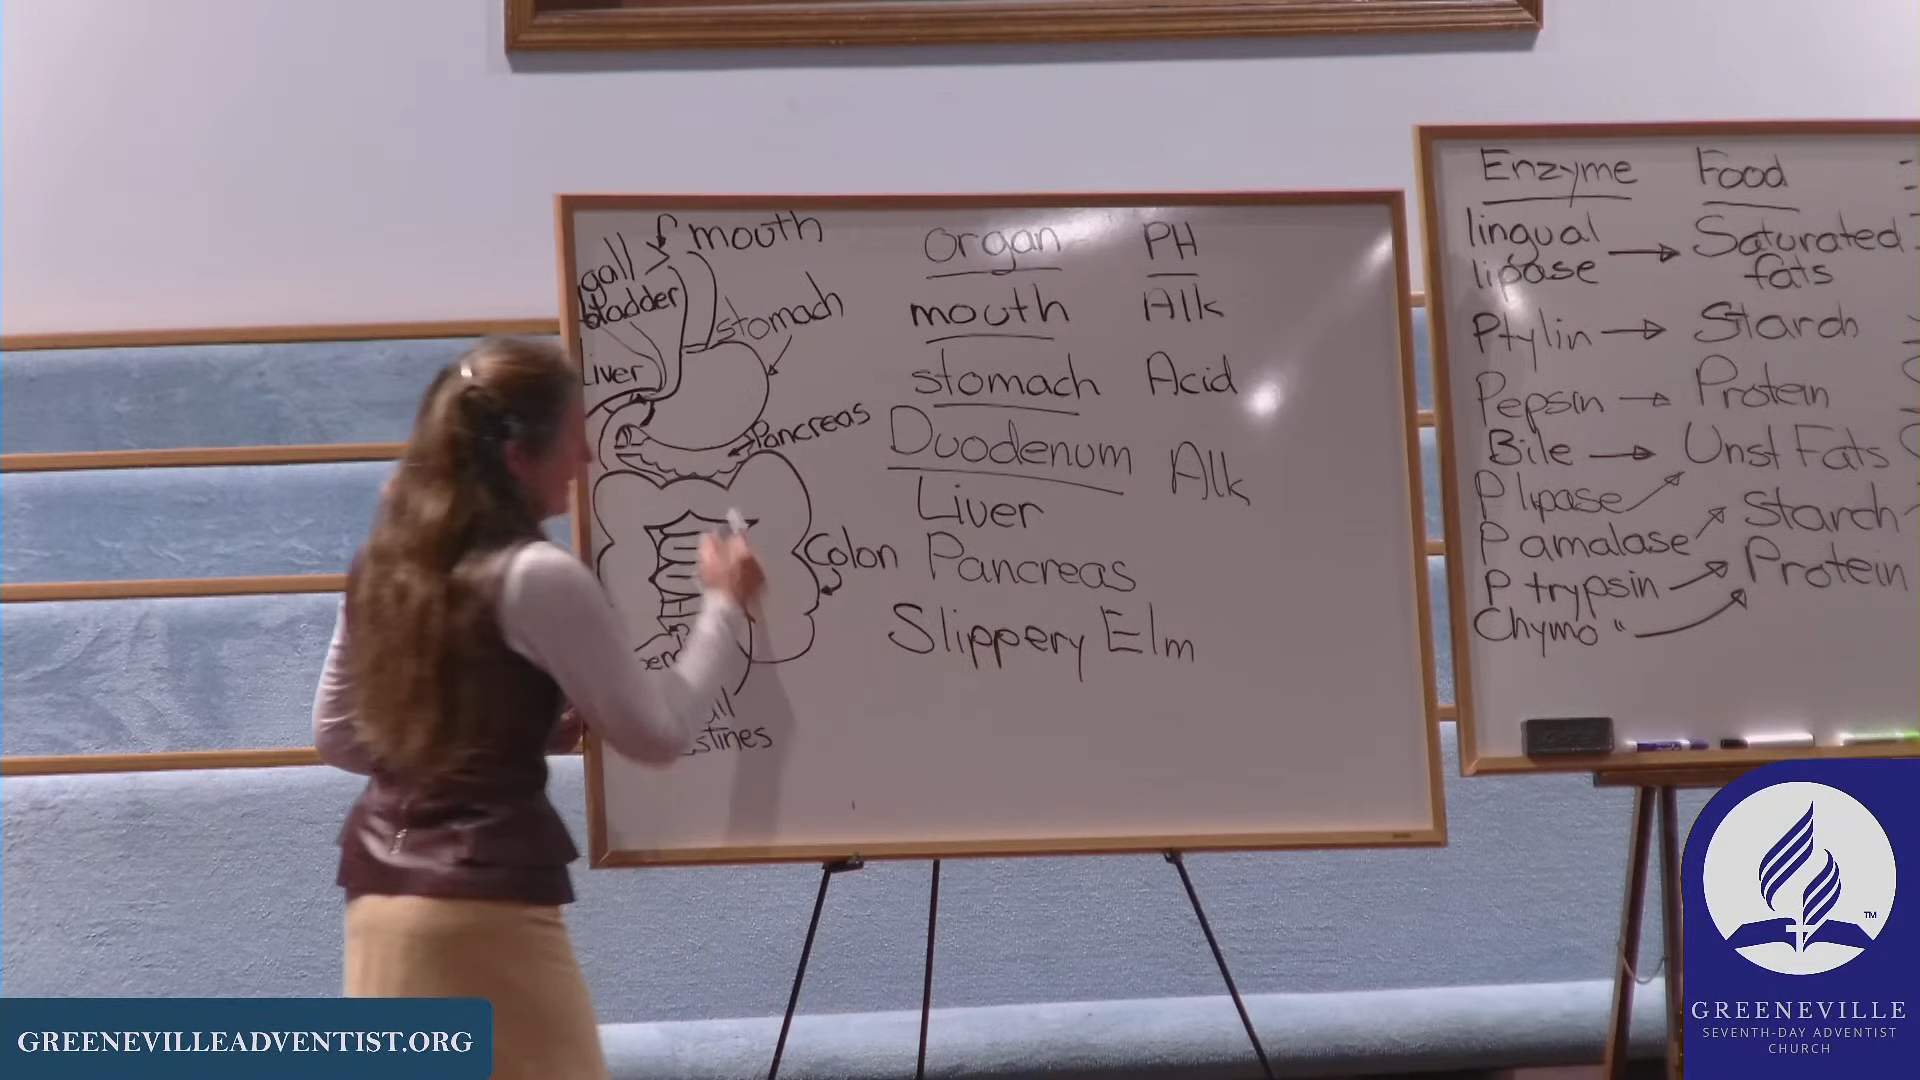 mouth
gall
bladder
stomach
Liver
Pancreas
Colon
stines
Organ PH
mouth Alk
stomach Acid
Duodenum Alk
Liver
Pancreas
Slippery Elm
Enzyme Food
lingual
lipase
Saturated
fats
Ptylin Starch
Pepsin Protein
Bile Unst Fats
P lipase
P amalase Starch
P trypsin Protein
Chymo "
GREENEVILLEADVENTIST.ORG
GREENEVILLE
SEVENTH-DAY ADVENTIST
CHURCH
TM